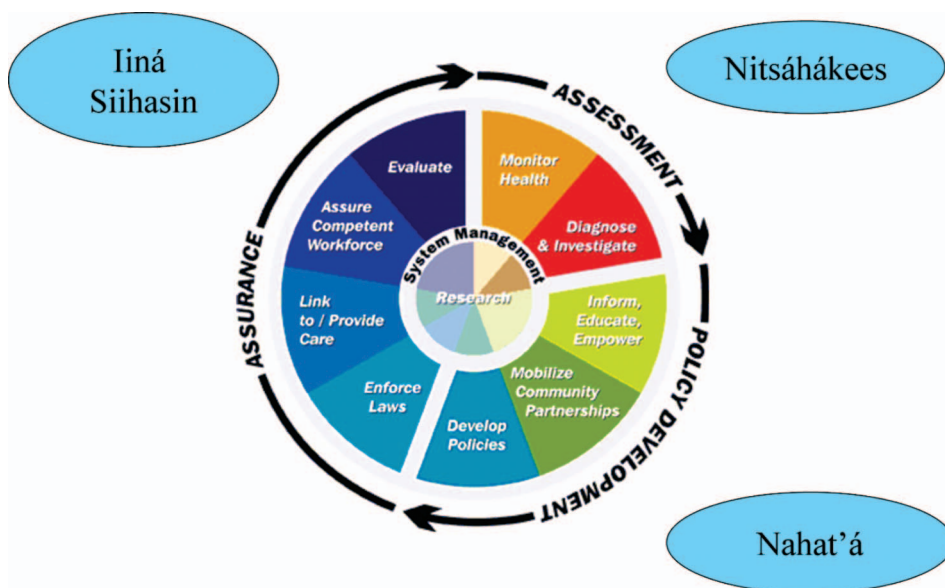 Iiná
Siihasin
Nitsáhákees
ASSESSMENT
POLICY DEVELOPMENT
ASSURANCE
Monitor
Health
Diagnose
& Investigate
Inform,
Educate,
Empower
Mobilize
Community
Partnerships
Develop
Policies
Enforce
Laws
Link
to / Provide
Care
Assure
Competent
Workforce
Evaluate
System Management
Research
Nahat’á